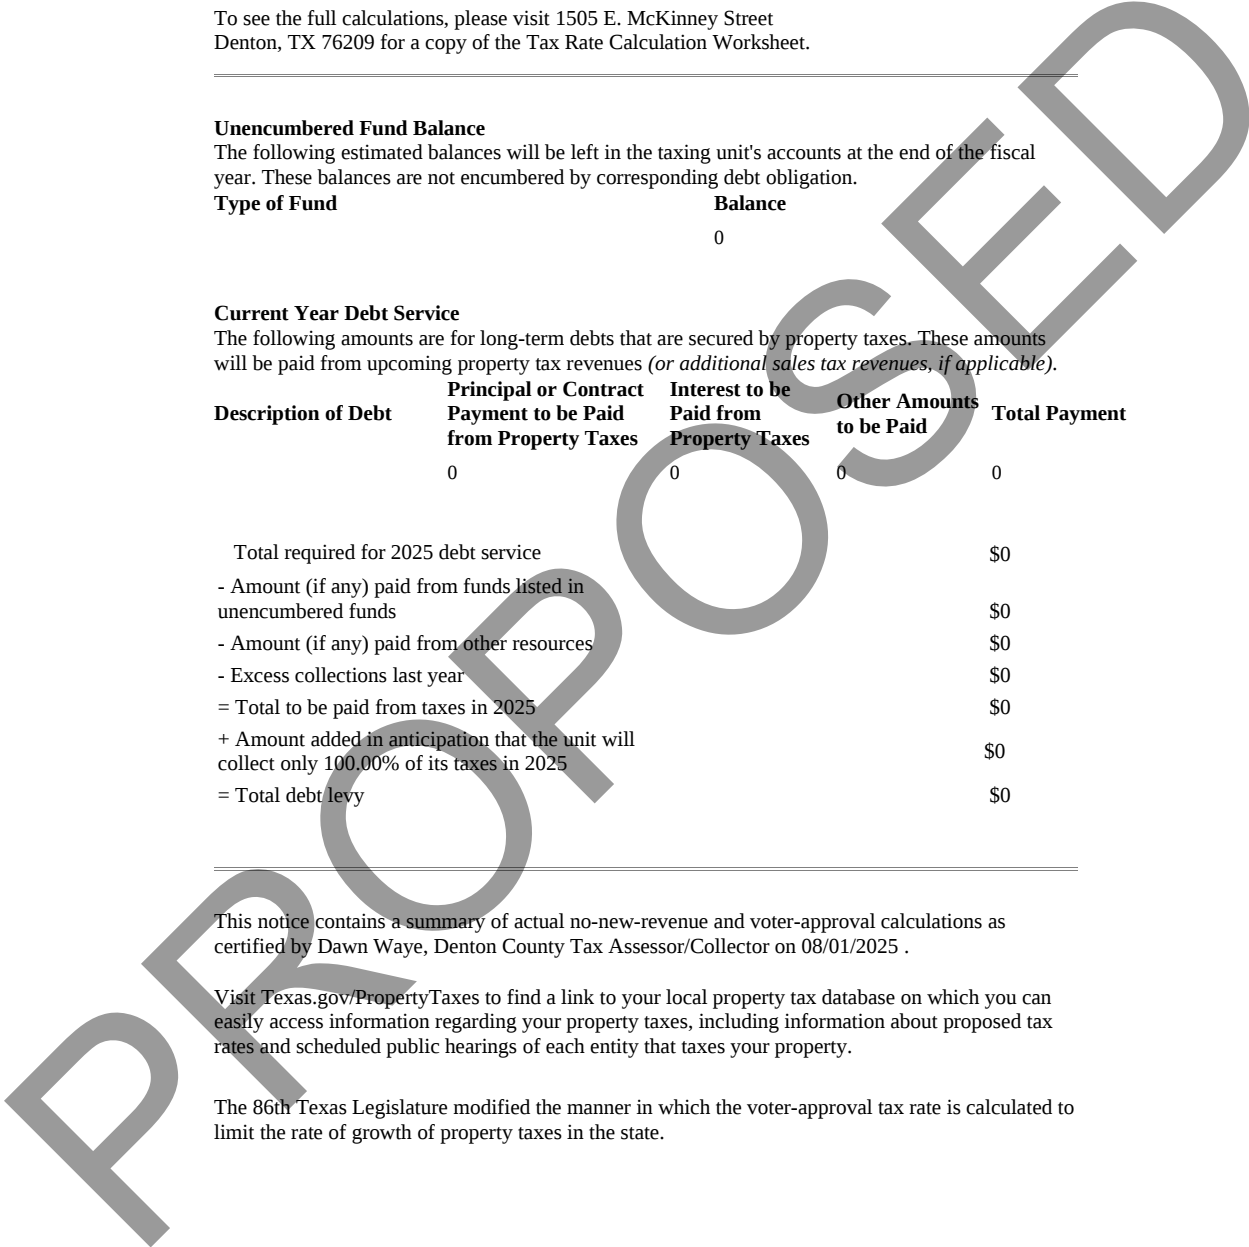 To see the full calculations, please visit 1505 E. McKinney Street
Denton, TX 76209 for a copy of the Tax Rate Calculation Worksheet.
Unencumbered Fund Balance
The following estimated balances will be left in the taxing unit's accounts at the end of the fiscal
year. These balances are not encumbered by corresponding debt obligation.
Type of Fund Balance
0
Current Year Debt Service
The following amounts are for long-term debts that are secured by property taxes. These amounts
will be paid from upcoming property tax revenues (or additional sales tax revenues, if applicable).
Description of Debt
Principal or Contract
Payment to be Paid
from Property Taxes
Interest to be
Paid from
Property Taxes
Other Amounts
to be Paid
Total Payment
0 0 0 0
Total required for 2025 debt service $0
- Amount (if any) paid from funds listed in
unencumbered funds $0
- Amount (if any) paid from other resources $0
- Excess collections last year $0
= Total to be paid from taxes in 2025 $0
+ Amount added in anticipation that the unit will
collect only 100.00% of its taxes in 2025 $0
= Total debt levy $0
This notice contains a summary of actual no-new-revenue and voter-approval calculations as
certified by Dawn Waye, Denton County Tax Assessor/Collector on 08/01/2025 .
Visit Texas.gov/PropertyTaxes to find a link to your local property tax database on which you can
easily access information regarding your property taxes, including information about proposed tax
rates and scheduled public hearings of each entity that taxes your property.
The 86th Texas Legislature modified the manner in which the voter-approval tax rate is calculated to
limit the rate of growth of property taxes in the state.
PROPOSED